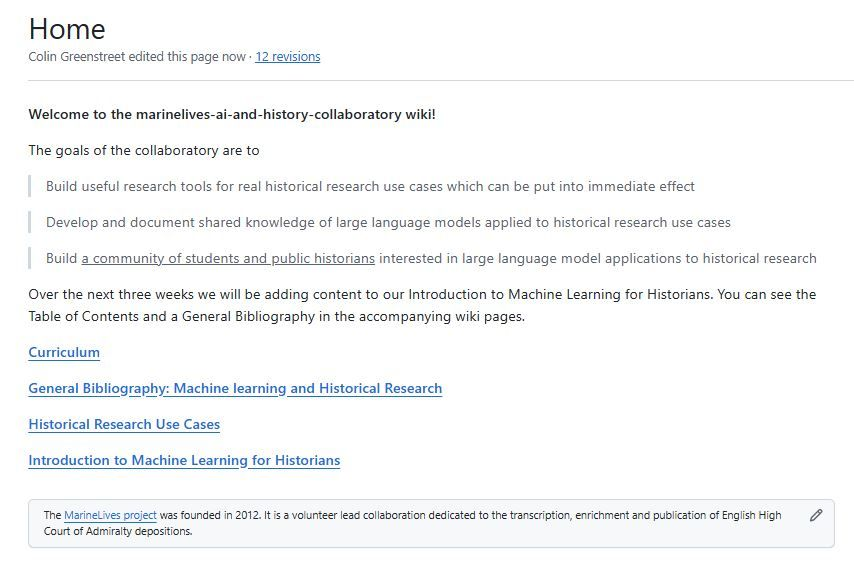 Home
Colin Greenstreet edited this page now · 12 revisions
Welcome to the marinelives-ai-and-history-collaboratory wiki!
The goals of the collaboratory are to
Build useful research tools for real historical research use cases which can be put into immediate effect
Develop and document shared knowledge of large language models applied to historical research use cases
Build a community of students and public historians interested in large language model applications to historical research
Over the next three weeks we will be adding content to our Introduction to Machine Learning for Historians. You can see the
Table of Contents and a General Bibliography in the accompanying wiki pages.
Curriculum
General Bibliography: Machine learning and Historical Research
Historical Research Use Cases
Introduction to Machine Learning for Historians
The MarineLives project was founded in 2012. It is a volunteer lead collaboration dedicated to the transcription, enrichment and publication of English High
Court of Admiralty depositions.